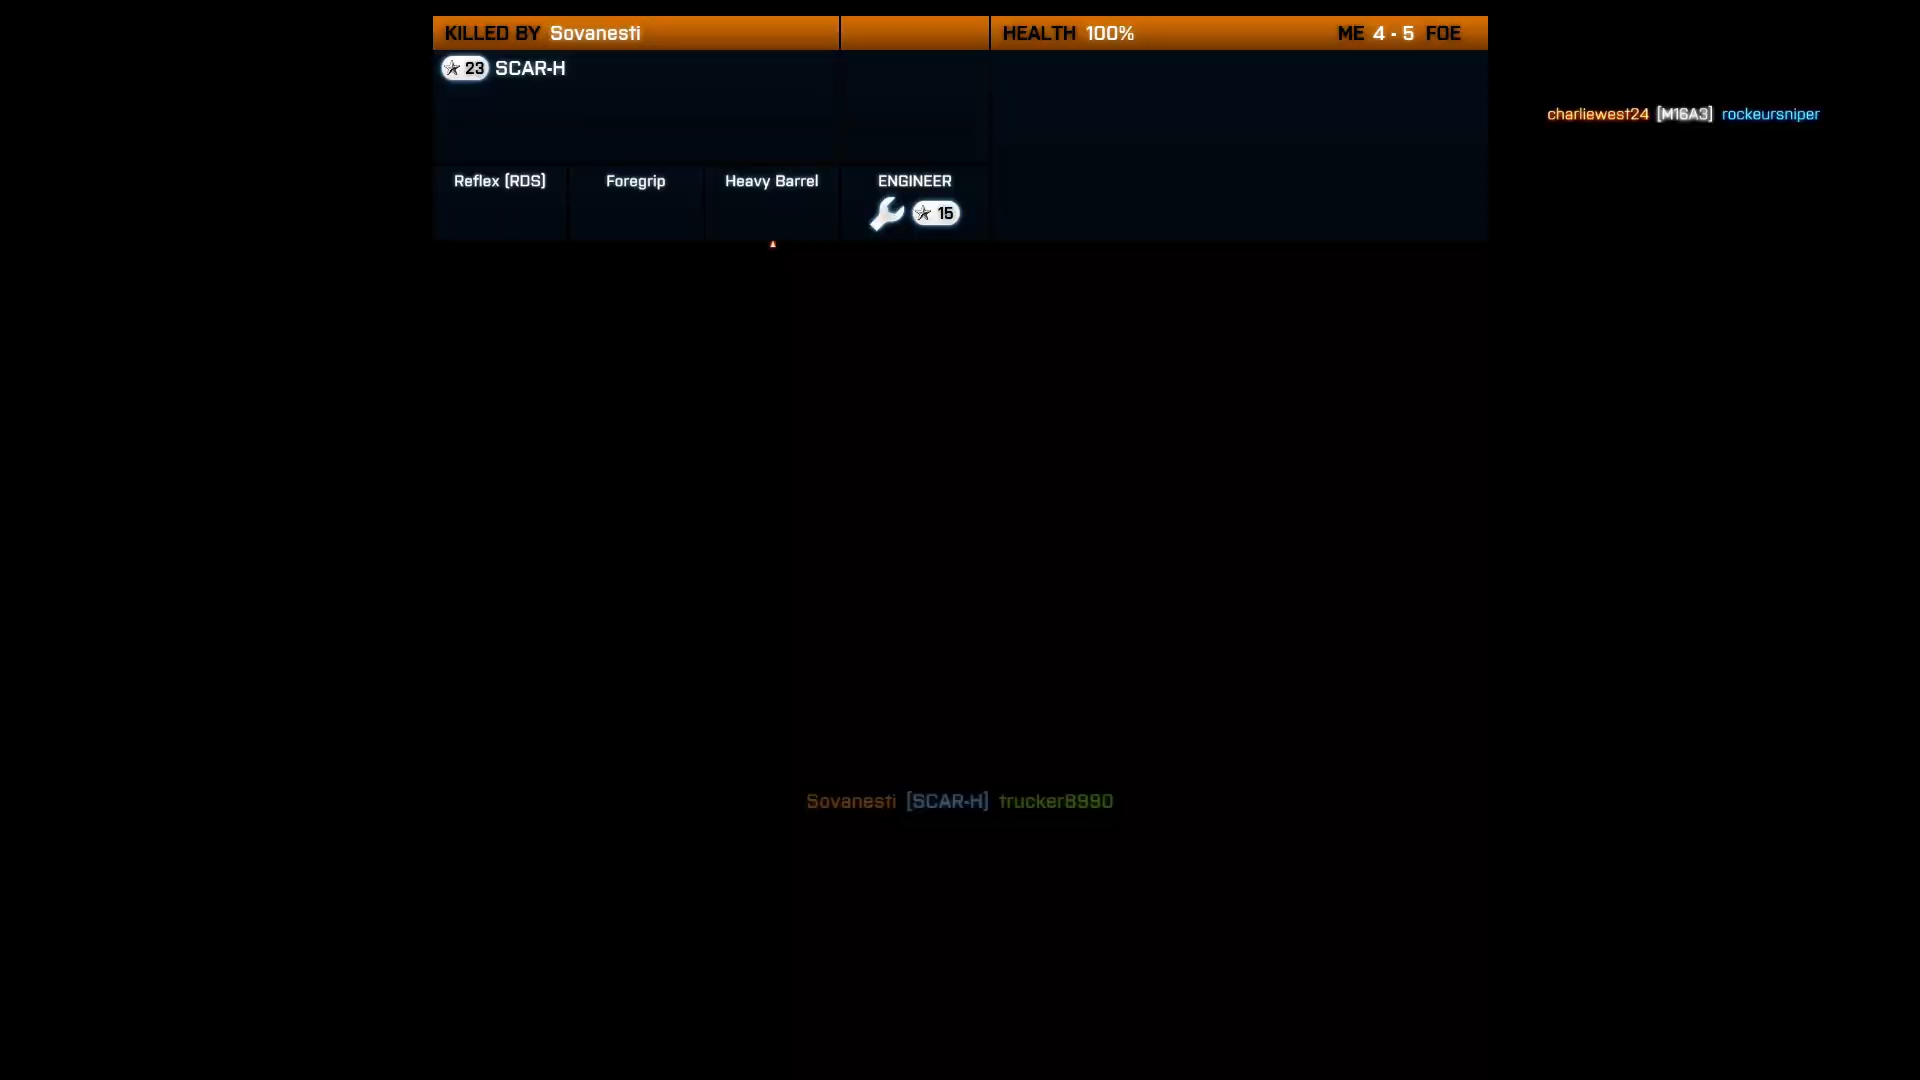 KILLED BY Sovanesti HEALTH 100% ME 4 - 5 FOE
23 SCAR-H
charliewest24 [M16A3] rockeursniper
Reflex (RDS) Foregrip Heavy Barrel ENGINEER
15
Sovanesti [SCAR-H] trucker8990